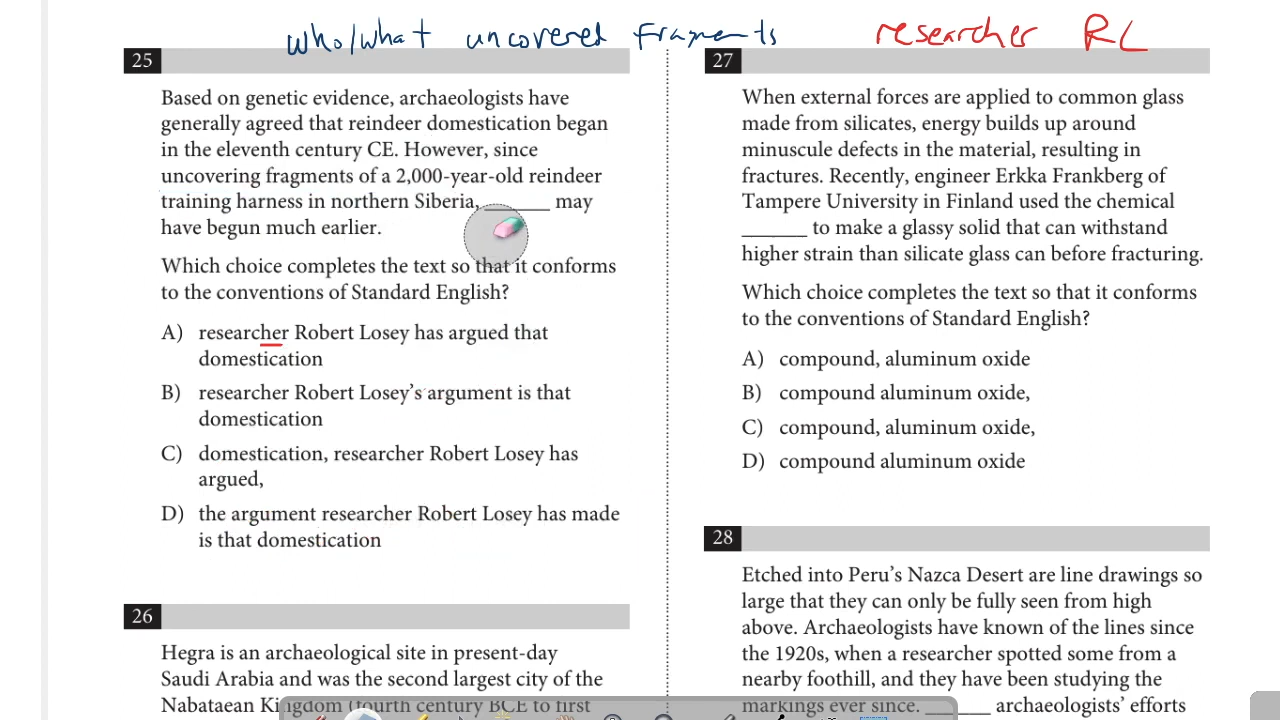 who/what uncovered fragments researcher RL
25
Based on genetic evidence, archaeologists have
generally agreed that reindeer domestication began
in the eleventh century CE. However, since
uncovering fragments of a 2,000-year-old reindeer
training harness in northern Siberia, ______ may
have begun much earlier.
Which choice completes the text so that it conforms
to the conventions of Standard English?
A) researcher Robert Losey has argued that
domestication
B) researcher Robert Losey’s argument is that
domestication
C) domestication, researcher Robert Losey has
argued,
D) the argument researcher Robert Losey has made
is that domestication
26
Hegra is an archaeological site in present-day
Saudi Arabia and was the second largest city of the
Nabataean Kingdom (fourth century BCE to first
27
When external forces are applied to common glass
made from silicates, energy builds up around
minuscule defects in the material, resulting in
fractures. Recently, engineer Erkka Frankberg of
Tampere University in Finland used the chemical
______ to make a glassy solid that can withstand
higher strain than silicate glass can before fracturing.
Which choice completes the text so that it conforms
to the conventions of Standard English?
A) compound, aluminum oxide
B) compound aluminum oxide,
C) compound, aluminum oxide,
D) compound aluminum oxide
28
Etched into Peru’s Nazca Desert are line drawings so
large that they can only be fully seen from high
above. Archaeologists have known of the lines since
the 1920s, when a researcher spotted some from a
nearby foothill, and they have been studying the
markings ever since. ______ archaeologists’ efforts